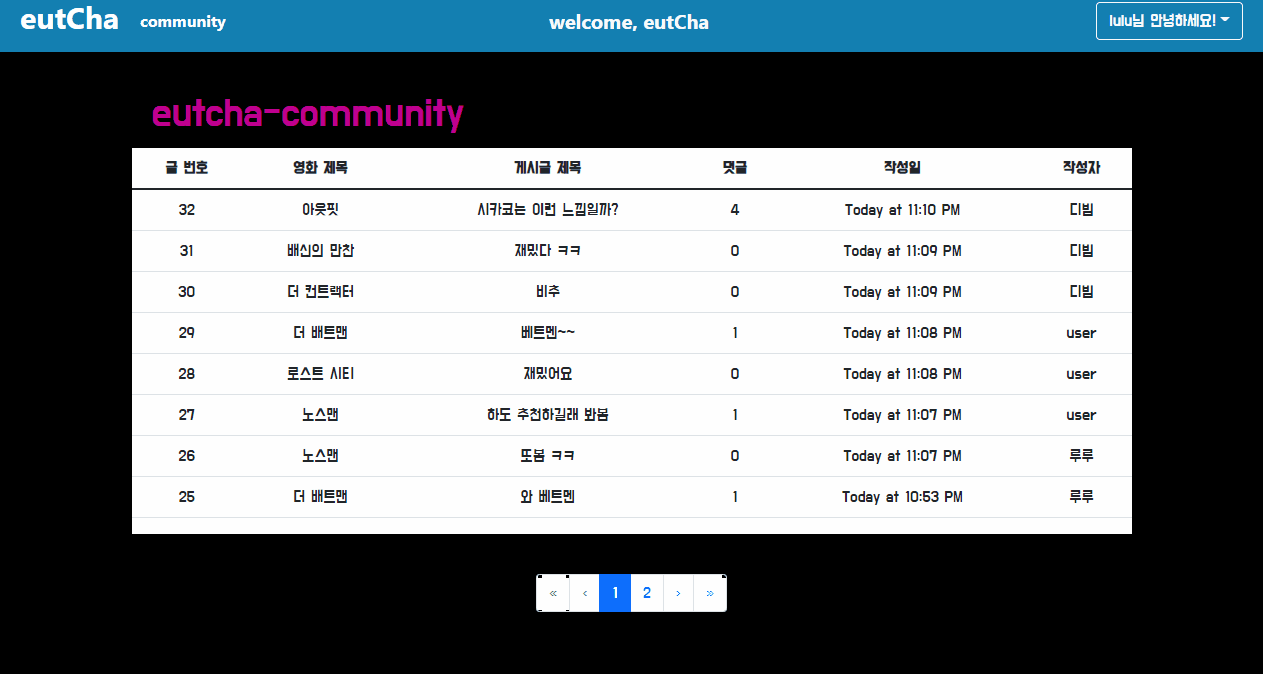 eutCha community welcome, eutCha lulu님 안녕하세요!
eutcha-community
글 번호 영화 제목 게시글 제목 댓글 작성일 작성자
32 아웃핏 시카고는 이런 느낌일까? 4 Today at 11:10 PM 디빔
31 배신의 만찬 재밌다 ㅋㅋ 0 Today at 11:09 PM 디빔
30 더 컨트랙터 비추 0 Today at 11:09 PM 디빔
29 더 배트맨 베트멘~~ 1 Today at 11:08 PM user
28 로스트 시티 재밌어요 0 Today at 11:08 PM user
27 노스맨 하도 추천하길래 봐봄 1 Today at 11:07 PM user
26 노스맨 또봄 ㅋㅋ 0 Today at 11:07 PM 루루
25 더 배트맨 와 베트멘 1 Today at 10:53 PM 루루
« ‹ 1 2 › »